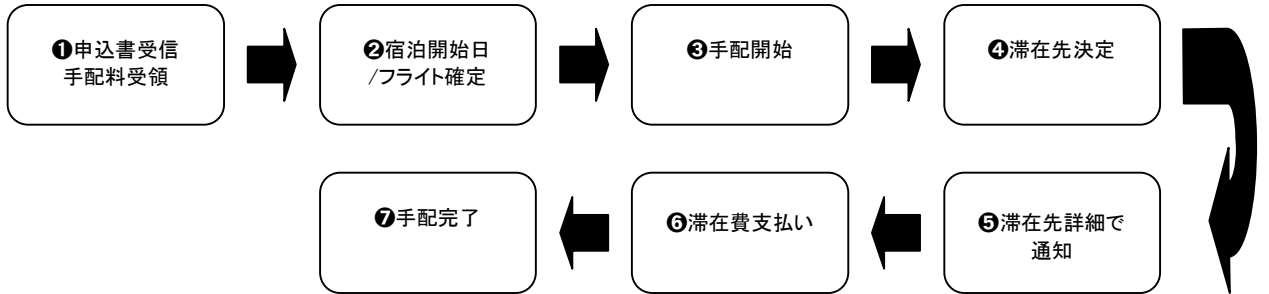 ❶申込書受信
手配料受領
❷宿泊開始日
/フライト確定
❸手配開始
❹滞在先決定
❺滞在先詳細で
通知
❻滞在費支払い
❼手配完了